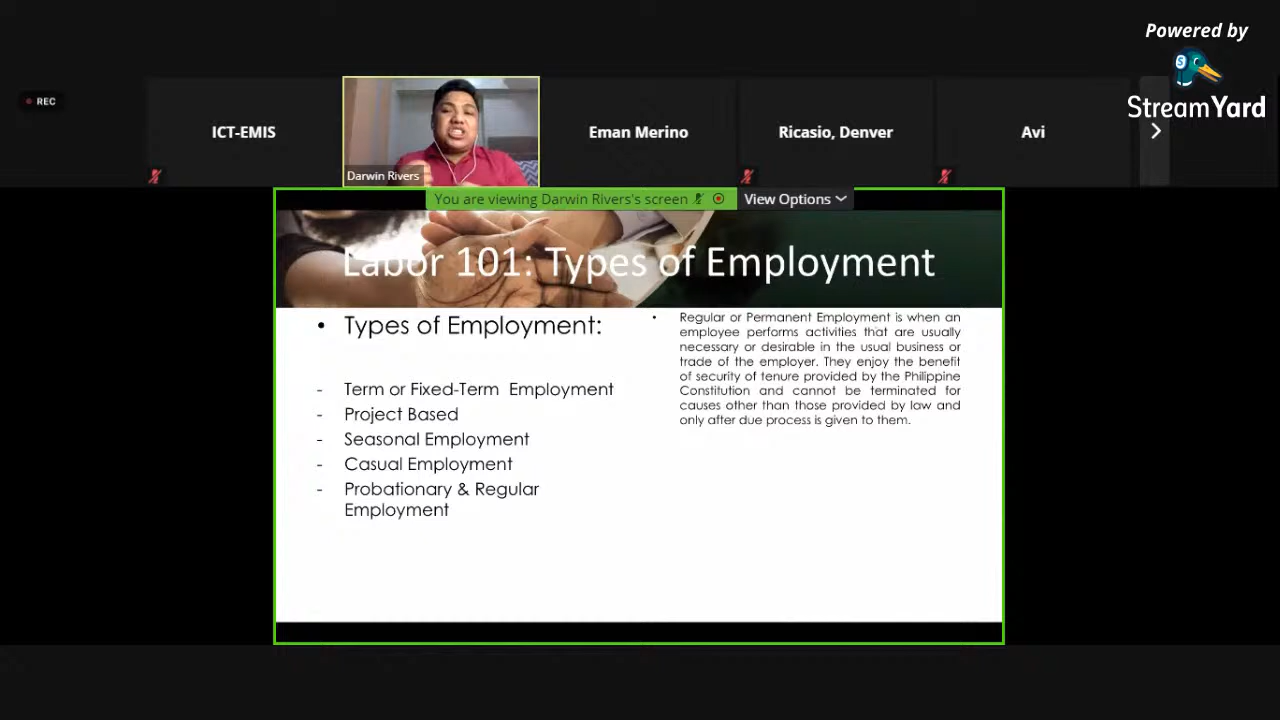 Powered by
StreamYard
REC
ICT-EMIS
Darwin Rivers
Eman Merino
Ricasio, Denver
Avi
You are viewing Darwin Rivers's screen
View Options
Labor 101: Types of Employment
• Types of Employment:
- Term or Fixed-Term Employment
- Project Based
- Seasonal Employment
- Casual Employment
- Probationary & Regular
Employment
• Regular or Permanent Employment is when an
employee performs activities that are usually
necessary or desirable in the usual business or
trade of the employer. They enjoy the benefit
of security of tenure provided by the Philippine
Constitution and cannot be terminated for
causes other than those provided by law and
only after due process is given to them.